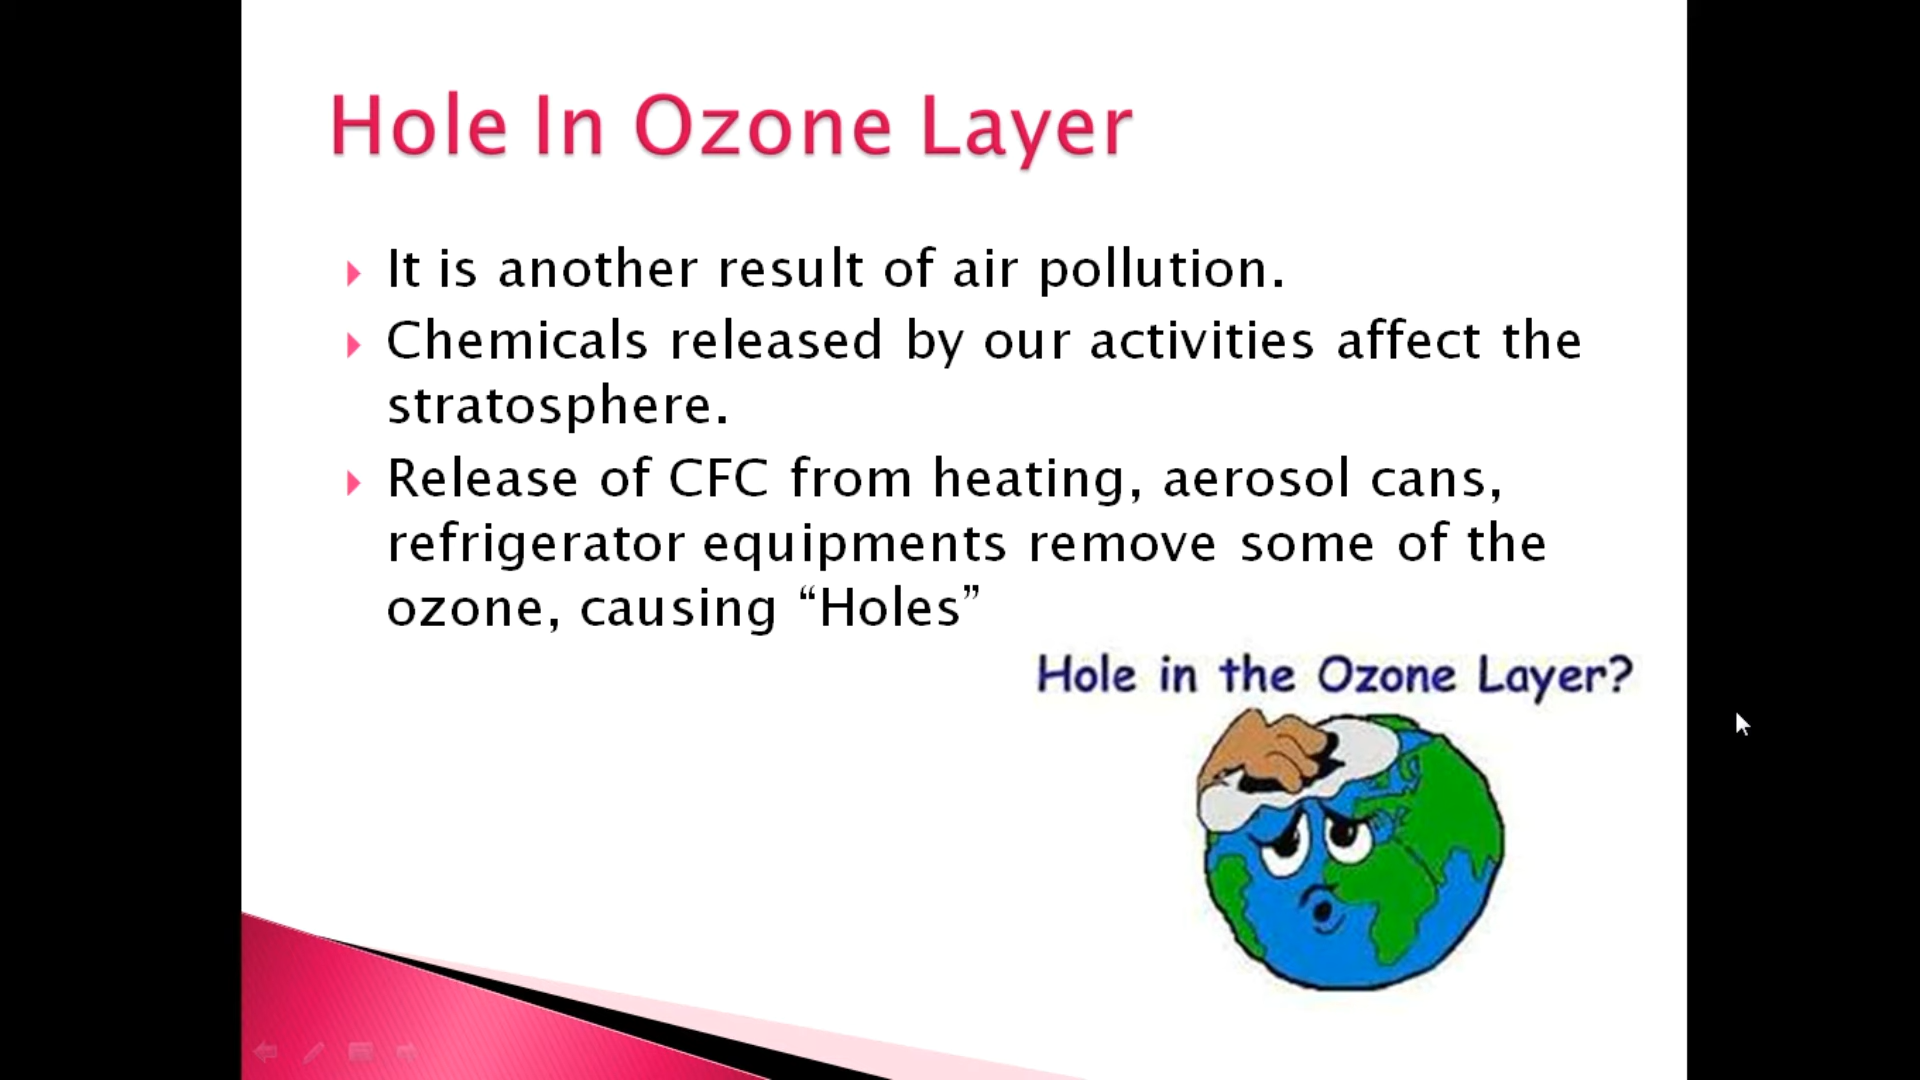 Hole In Ozone Layer
It is another result of air pollution.
Chemicals released by our activities affect the
stratosphere.
Release of CFC from heating, aerosol cans,
refrigerator equipments remove some of the
ozone, causing “Holes”
Hole in the Ozone Layer?